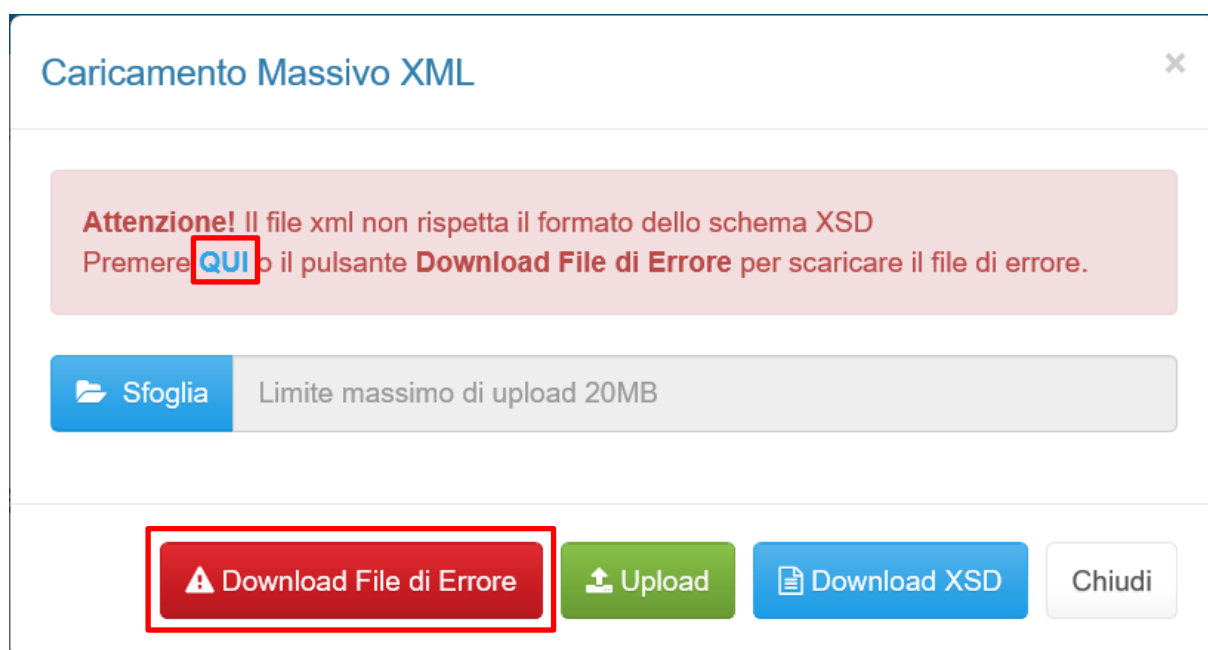 Caricamento Massivo XML
×
Attenzione! Il file xml non rispetta il formato dello schema XSD
Premere QUI o il pulsante Download File di Errore per scaricare il file di errore.
Sfoglia Limite massimo di upload 20MB
Download File di Errore Upload Download XSD Chiudi